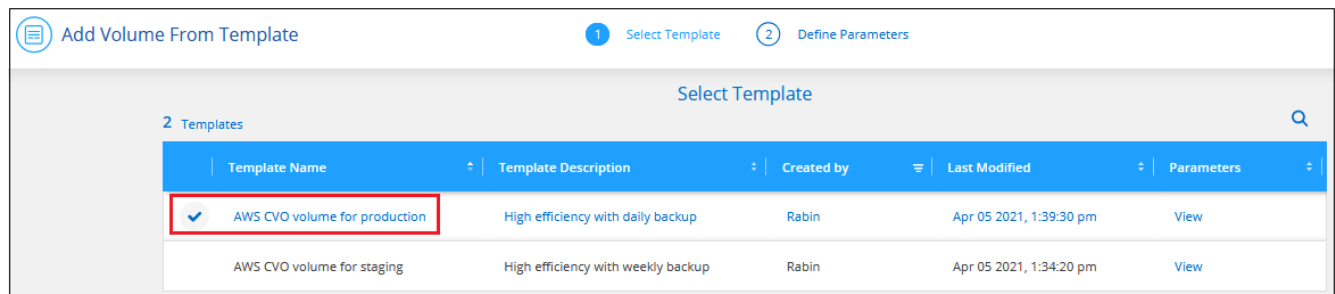 Add Volume From Template
1 Select Template 2 Define Parameters
Select Template
2 Templates
Template Name Template Description Created by Last Modified Parameters
AWS CVO volume for production High efficiency with daily backup Rabin Apr 05 2021, 1:39:30 pm View
AWS CVO volume for staging High efficiency with weekly backup Rabin Apr 05 2021, 1:34:20 pm View